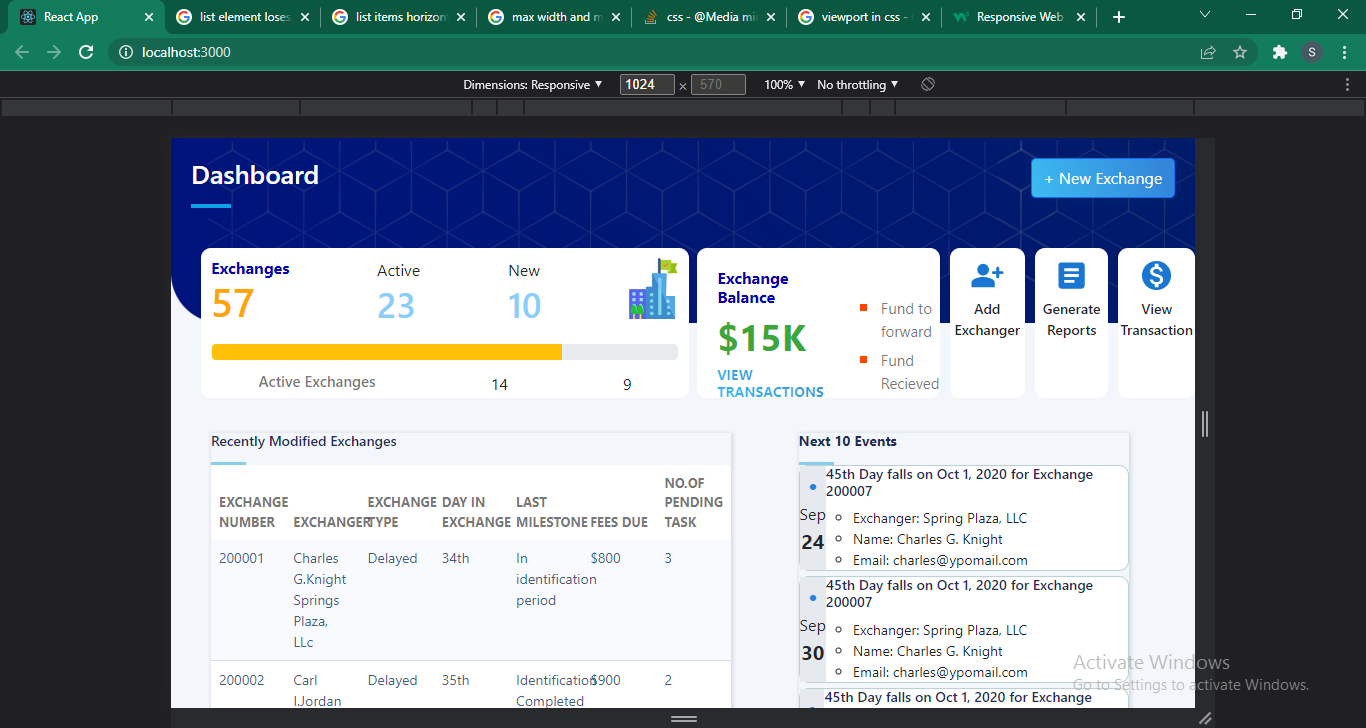 React App
list element loses
list items horizon
max width and m
css - @Media mi
viewport in css -
Responsive Web
localhost:3000
S
Dimensions: Responsive
1024 × 570
100%
No throttling
Dashboard
+ New Exchange
Exchanges
57
Active
23
New
10
Active Exchanges
14
9
Exchange
Balance
$15K
VIEW
TRANSACTIONS
Fund to
forward
Fund
Recieved
Add
Exchanger
Generate
Reports
View
Transaction
Recently Modified Exchanges
EXCHANGE NUMBER
EXCHANGER
EXCHANGE TYPE
DAY IN EXCHANGE
LAST MILESTONE
FEES DUE
NO.OF PENDING TASK
200001
Charles
G.Knight
Springs
Plaza,
LLc
Delayed
34th
In
identification
period
$800
3
200002
Carl
I.Jordan
Delayed
35th
Identification
Completed
$900
2
Next 10 Events
45th Day falls on Oct 1, 2020 for Exchange
200007
Sep
24
Exchanger: Spring Plaza, LLC
Name: Charles G. Knight
Email: charles@ypomail.com
45th Day falls on Oct 1, 2020 for Exchange
200007
Sep
30
Exchanger: Spring Plaza, LLC
Name: Charles G. Knight
Email: charles@ypomail.com
45th Day falls on Oct 1, 2020 for Exchange
Activate Windows
Go to Settings to activate Windows.